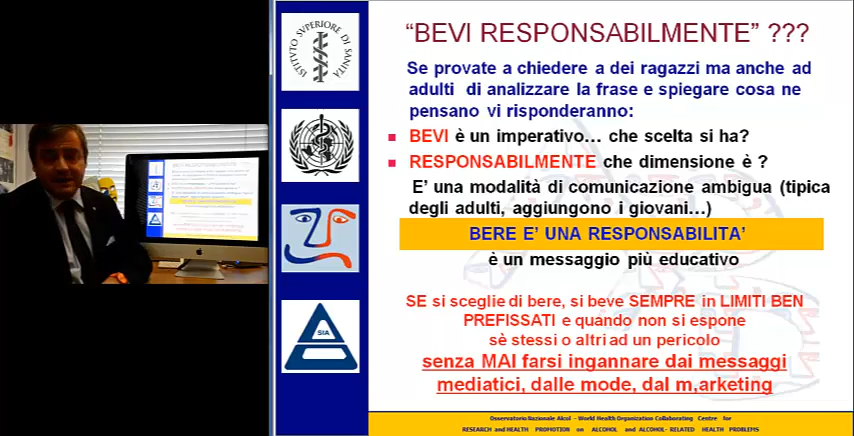 ISTITUTO SUPERIORE DI SANITÀ
SIA
“BEVI RESPONSABILMENTE” ???
Se provate a chiedere a dei ragazzi ma anche ad
adulti di analizzare la frase e spiegare cosa ne
pensano vi risponderanno:
BEVI è un imperativo… che scelta si ha?
RESPONSABILMENTE che dimensione è ?
E’ una modalità di comunicazione ambigua (tipica
degli adulti, aggiungono i giovani…)
BERE E’ UNA RESPONSABILITA’
è un messaggio più educativo
SE si sceglie di bere, si beve SEMPRE in LIMITI BEN
PREFISSATI e quando non si espone
sè stessi o altri ad un pericolo
senza MAI farsi ingannare dai messaggi
mediatici, dalle mode, dal m,arketing
Osservatorio Nazionale Alcol – World Health Organization Collaborating Centre for
RESEARCH and HEALTH PROMOTION on ALCOHOL and ALCOHOL- RELATED HEALTH PROBLEMS